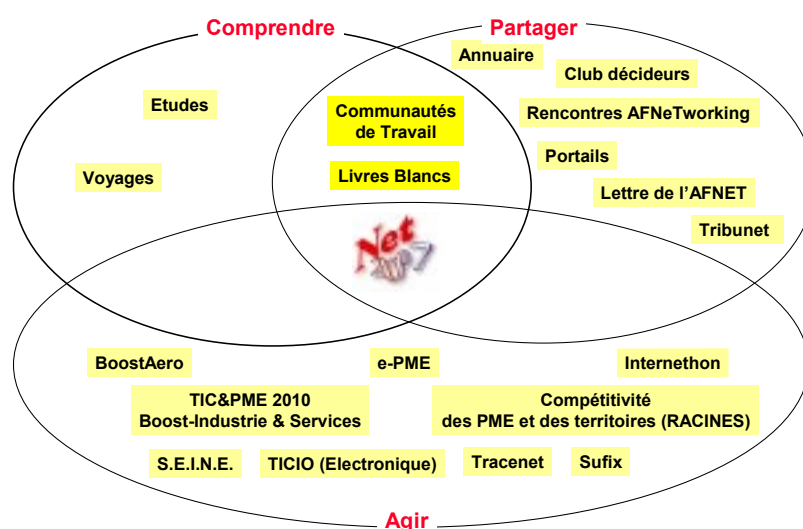 Comprendre
Partager
Annuaire
Club décideurs
Etudes
Communautés
de Travail
Rencontres AFNeTworking
Portails
Voyages
Livres Blancs
Lettre de l'AFNET
Tribunet
Net
2007
BoostAero
e-PME
Internethon
TIC&PME 2010
Boost-Industrie & Services
Compétitivité
des PME et des territoires (RACINES)
S.E.I.N.E.
TICIO (Electronique)
Tracenet
Sufix
Agir